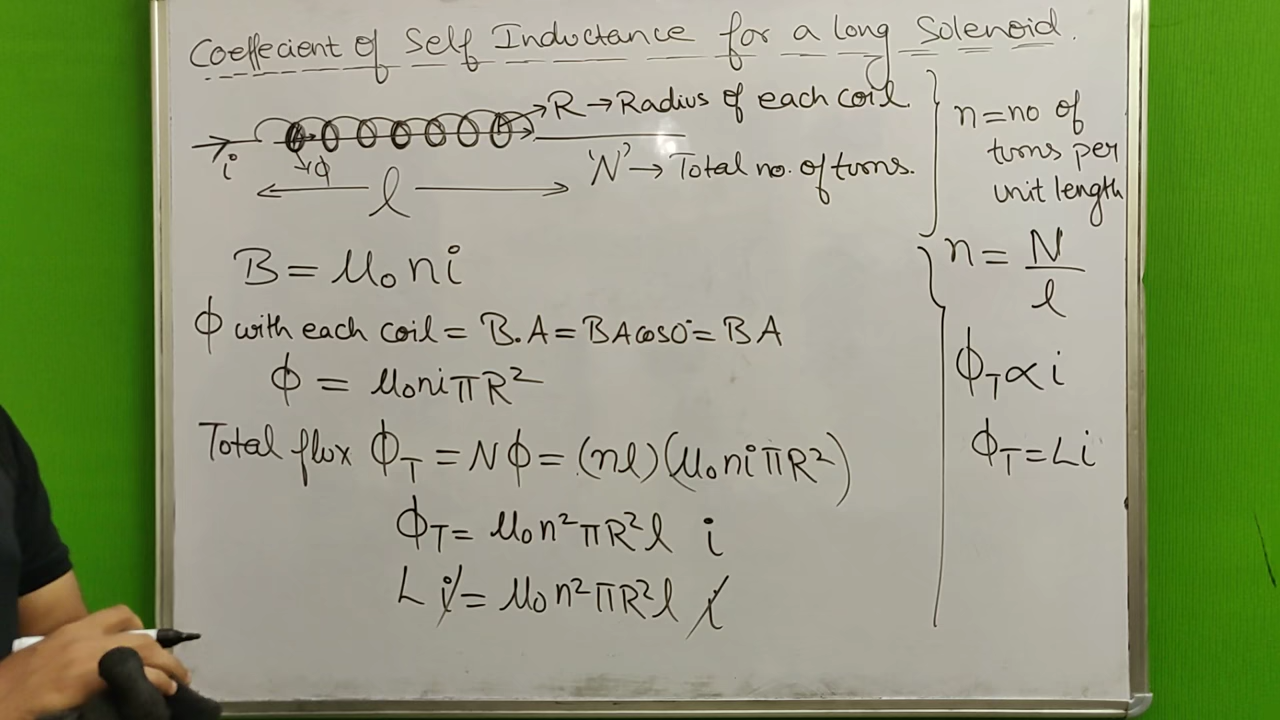 Coeffecient of Self Inductance for a long Solenoid.
R → Radius of each coil
i
ϕ
'N' → Total no. of turns.
l
n = no of
turns per
unit length
B = μ₀ni
n = N/l
ϕ with each coil = B.A = BAcos0° = BA
ϕ = μ₀niπR²
ϕ_T ∝ i
Total flux ϕ_T = Nϕ = (nl)(μ₀niπR²)
ϕ_T = Li
ϕ_T = μ₀n²πR²l i
L i = μ₀n²πR²l i